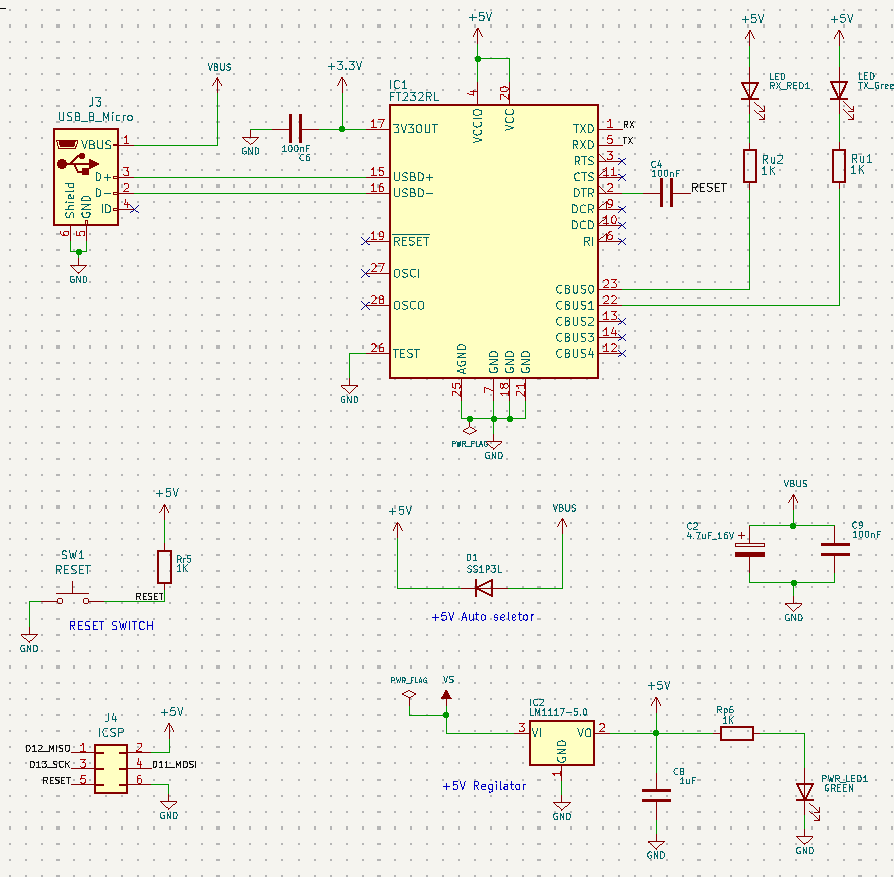 +5V
+5V
+5V
VBUS
+3.3V
J3
USB_B_Micro
IC1
FT232RL
LED
RX_RED1
LED
TX_Gree
VBUS 1
D+ 3
D- 2
ID 4
Shield
GND
6
5
GND
GND
100nF
C6
17 3V3OUT
15 USBD+
16 USBD-
19 RESET
27 OSCI
28 OSCO
26 TEST
GND
4
20
VCCIO
VCC
TXD 1 RX
RXD 5 TX
RTS 3
CTS 11
DTR 2
DCR 9
DCD 10
RI 6
CBUS0 23
CBUS1 22
CBUS2 13
CBUS3 14
CBUS4 12
C4
100nF
RESET
Ru2
1K
Ru1
1K
AGND
GND
GND
GND
25
7
18
21
PWR_FLAG
GND
+5V
SW1
RESET
Rr5
1K
RESET
RESET SWITCH
GND
+5V
VBUS
D1
SS1P3L
+5V Auto seletor
VBUS
C2
4.7uF_16V
+
C9
100nF
GND
J4
ICSP
+5V
D12_MISO 1
2
D13_SCK 3
4 D11_MOSI
RESET 5
6
GND
PWR_FLAG
VS
IC2
LM1117-5.0
3 VI
VO 2
GND
1
GND
+5V Regilator
+5V
Rp6
1K
C8
1uF
GND
PWR_LED1
GREEN
GND